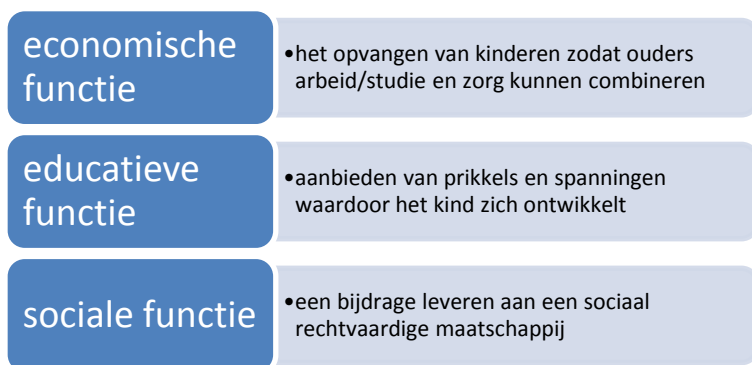 economische
functie
•het opvangen van kinderen zodat ouders
arbeid/studie en zorg kunnen combineren
educatieve
functie
•aanbieden van prikkels en spanningen
waardoor het kind zich ontwikkelt
sociale functie
•een bijdrage leveren aan een sociaal
rechtvaardige maatschappij